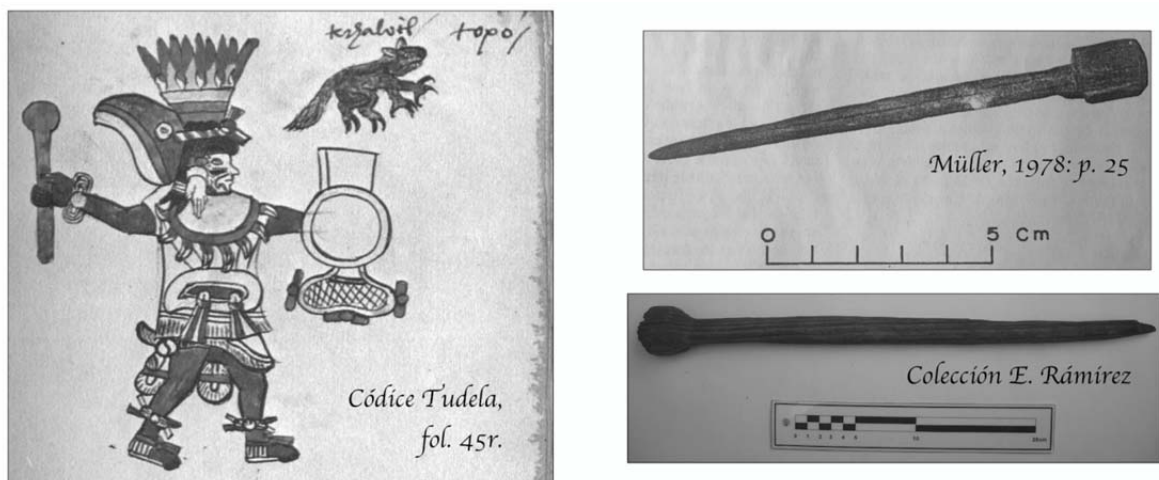 topo/
Códice Tudela,
fol. 45r.
Müller, 1978: p. 25
0 5 Cm
Colección E. Rámirez